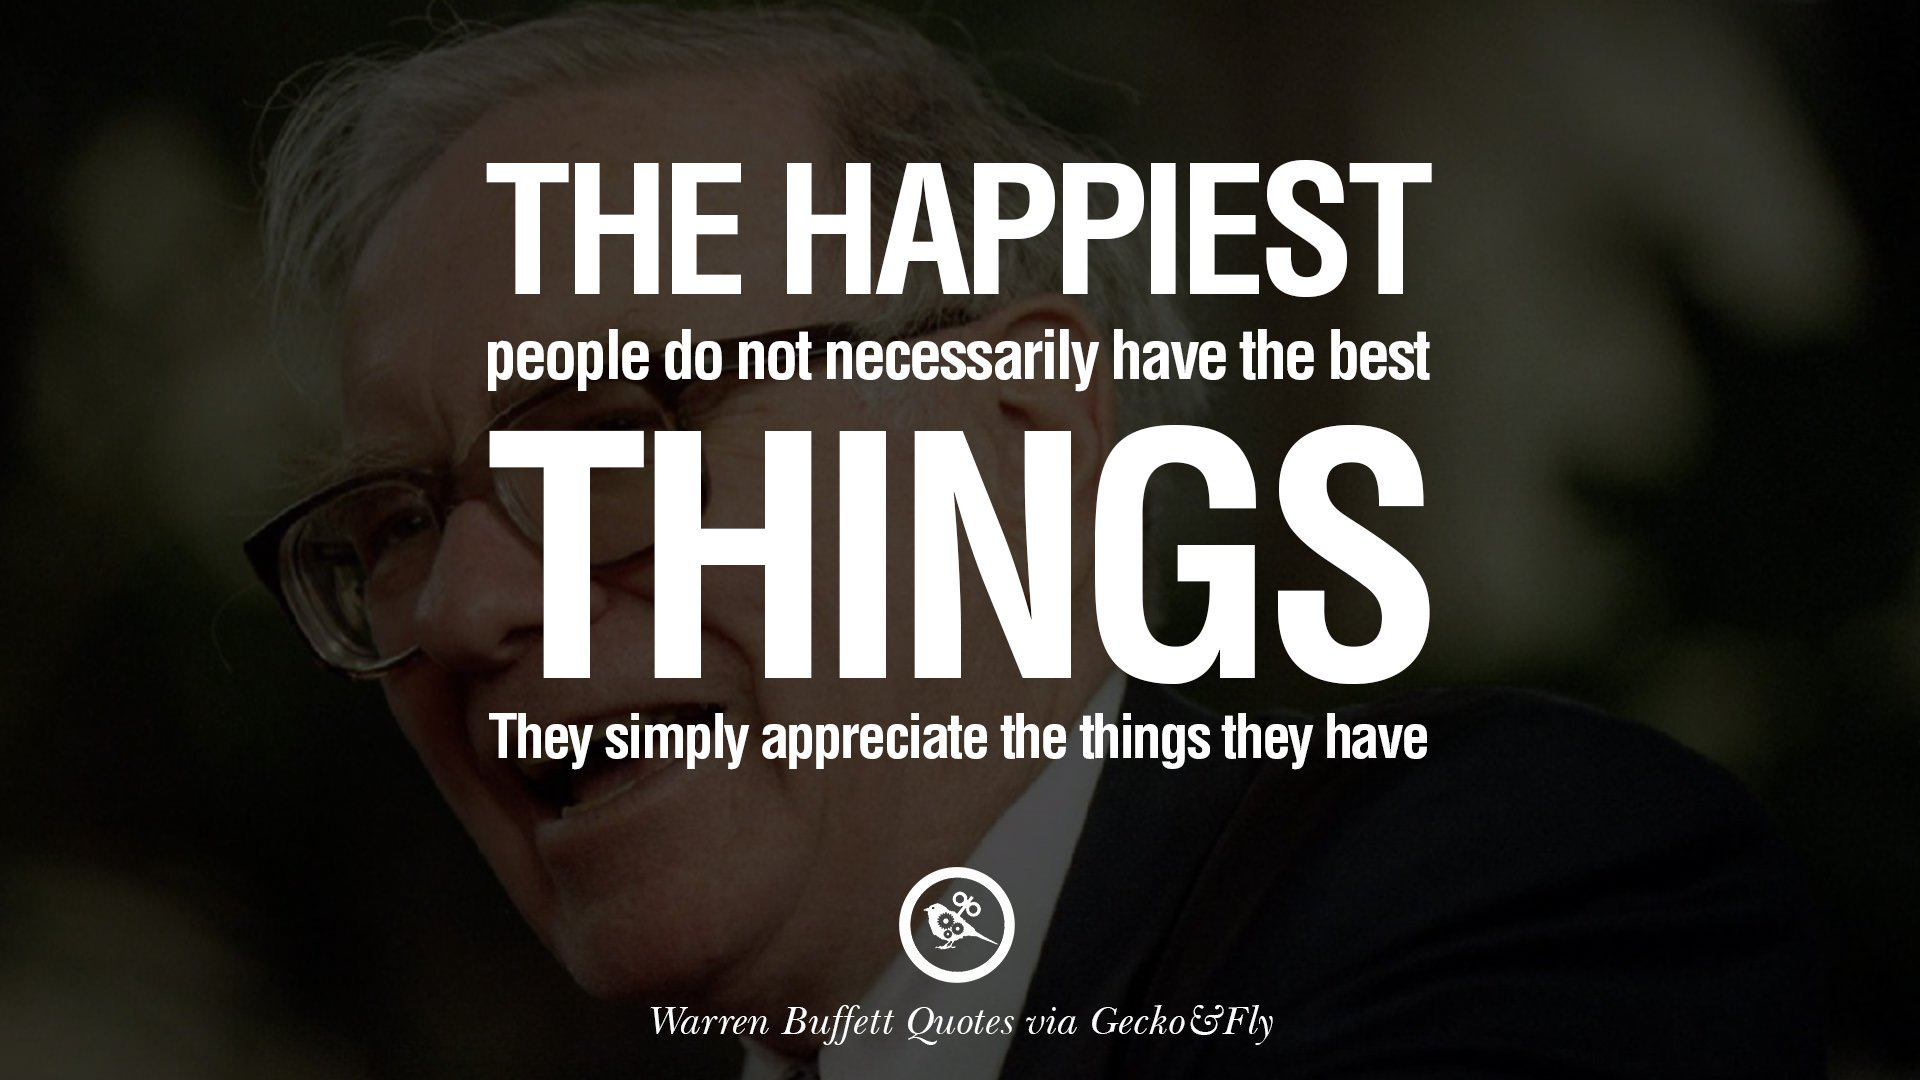 THE HAPPIEST
people do not necessarily have the best
THINGS
They simply appreciate the things they have
Warren Buffett Quotes via Gecko&Fly